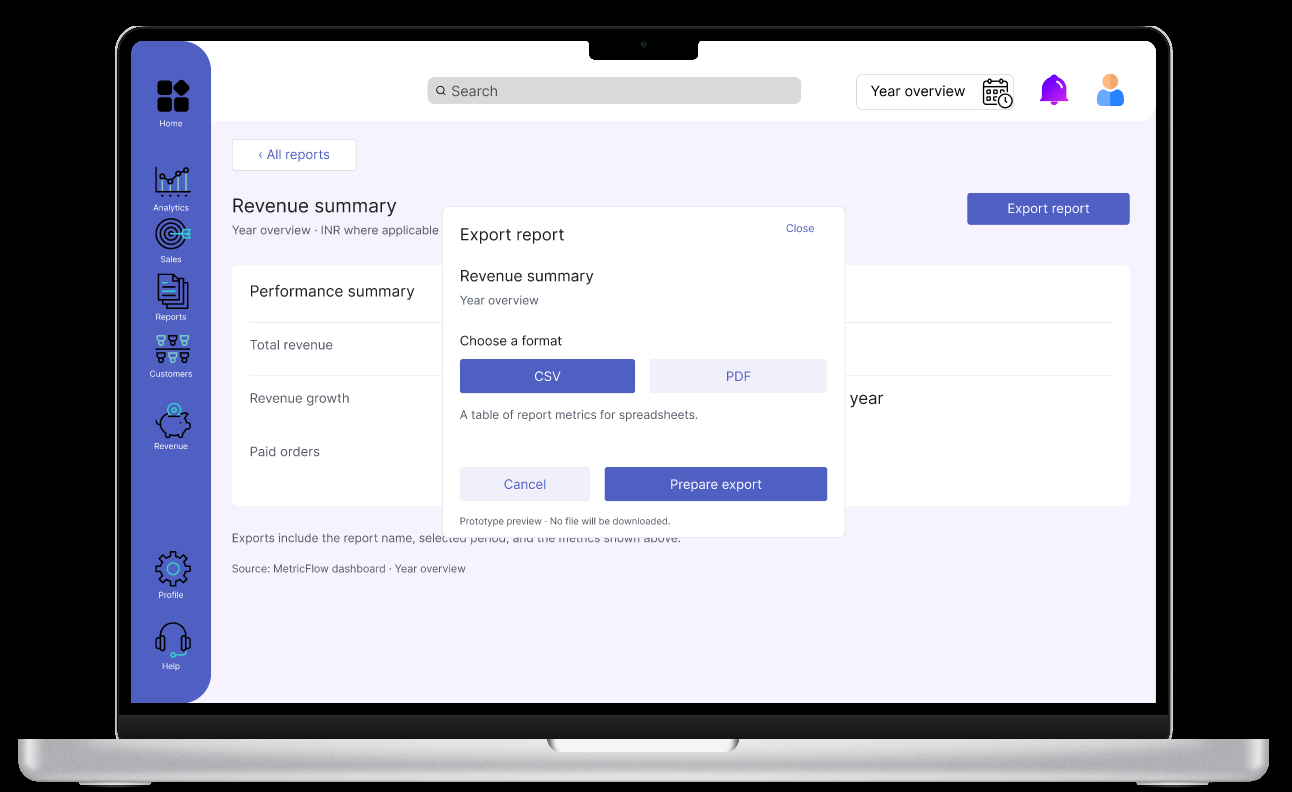 Search
Year overview
Home
Analytics
Sales
Reports
Customers
Revenue
Profile
Help
‹ All reports
Revenue summary
Year overview · INR where applicable
Export report
Performance summary
Total revenue
Revenue growth
year
Paid orders
Export report
Close
Revenue summary
Year overview
Choose a format
CSV
PDF
A table of report metrics for spreadsheets.
Cancel
Prepare export
Prototype preview · No file will be downloaded.
Exports include the report name, selected period, and the metrics shown above.
Source: MetricFlow dashboard · Year overview